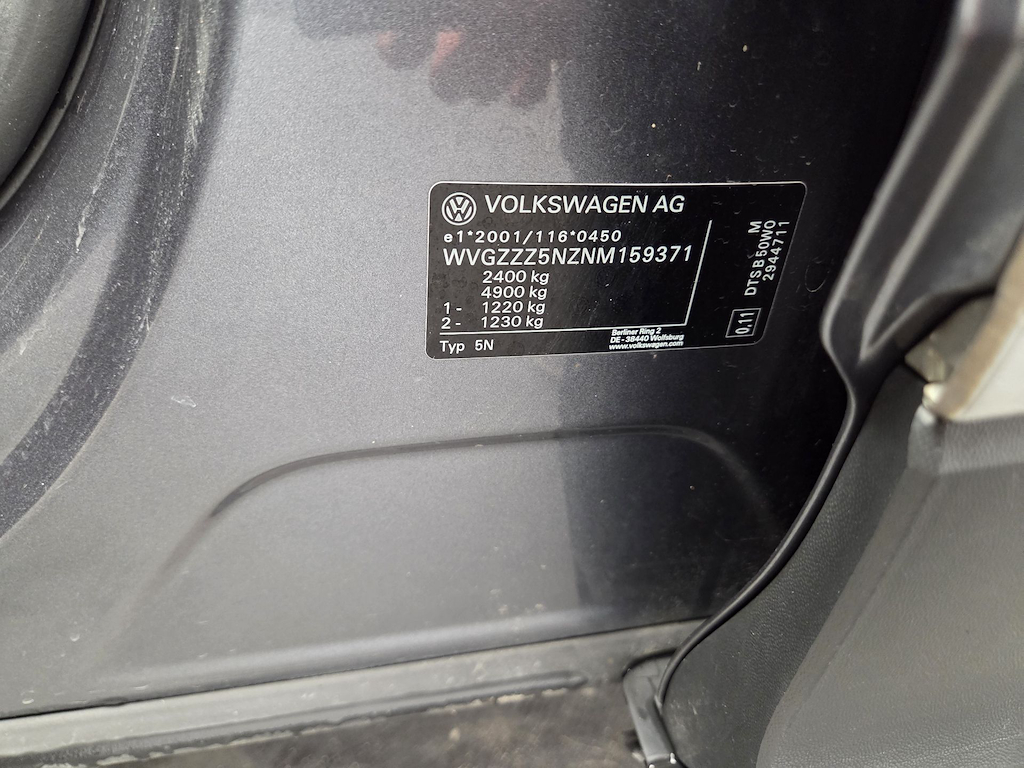 VOLKSWAGEN AG
e1*2001/116*0450
WVGZZZ5NZNM159371
2400 kg
4900 kg
1 - 1220 kg
2 - 1230 kg
Typ 5N
Berliner Ring 2
DE - 38440 Wolfsburg
www.volkswagen.com
0,11
M
DTSB50WO
2944711